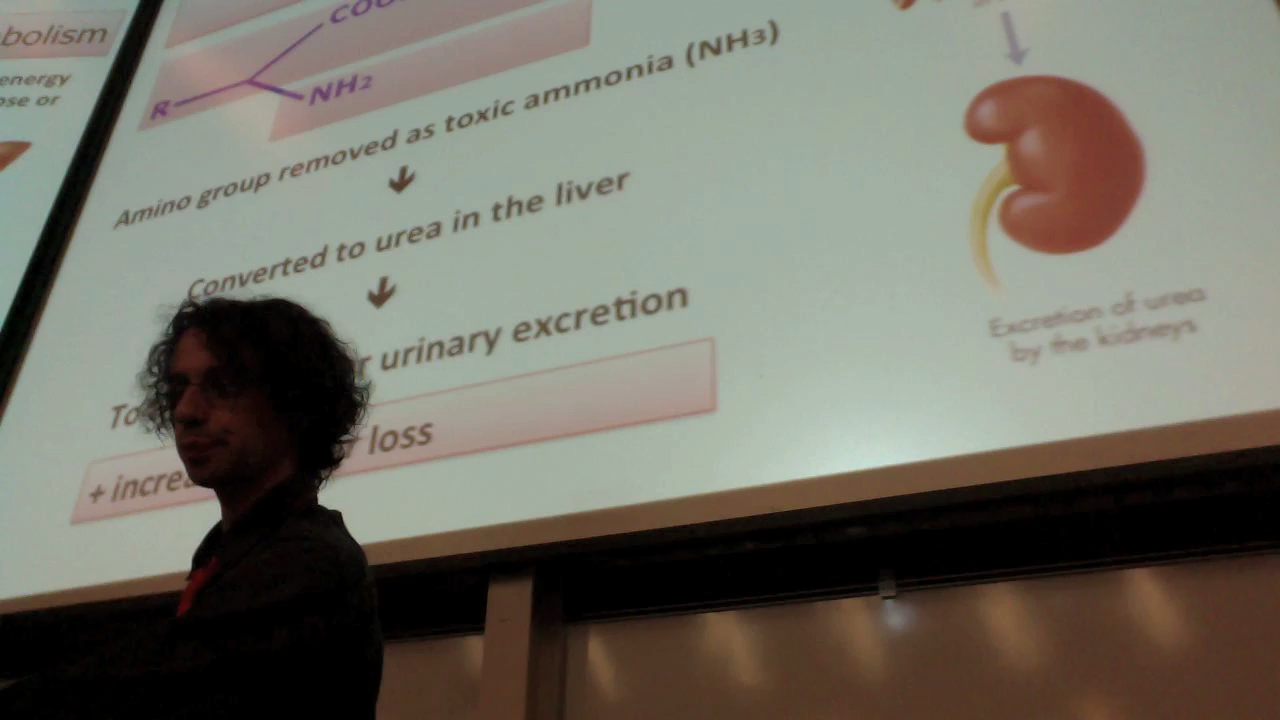 bolism
energy
ose or
COO
R
NH2
Amino group removed as toxic ammonia (NH3)
Converted to urea in the liver
r urinary excretion
To
+ increa
loss
Excretion of urea
by the kidneys